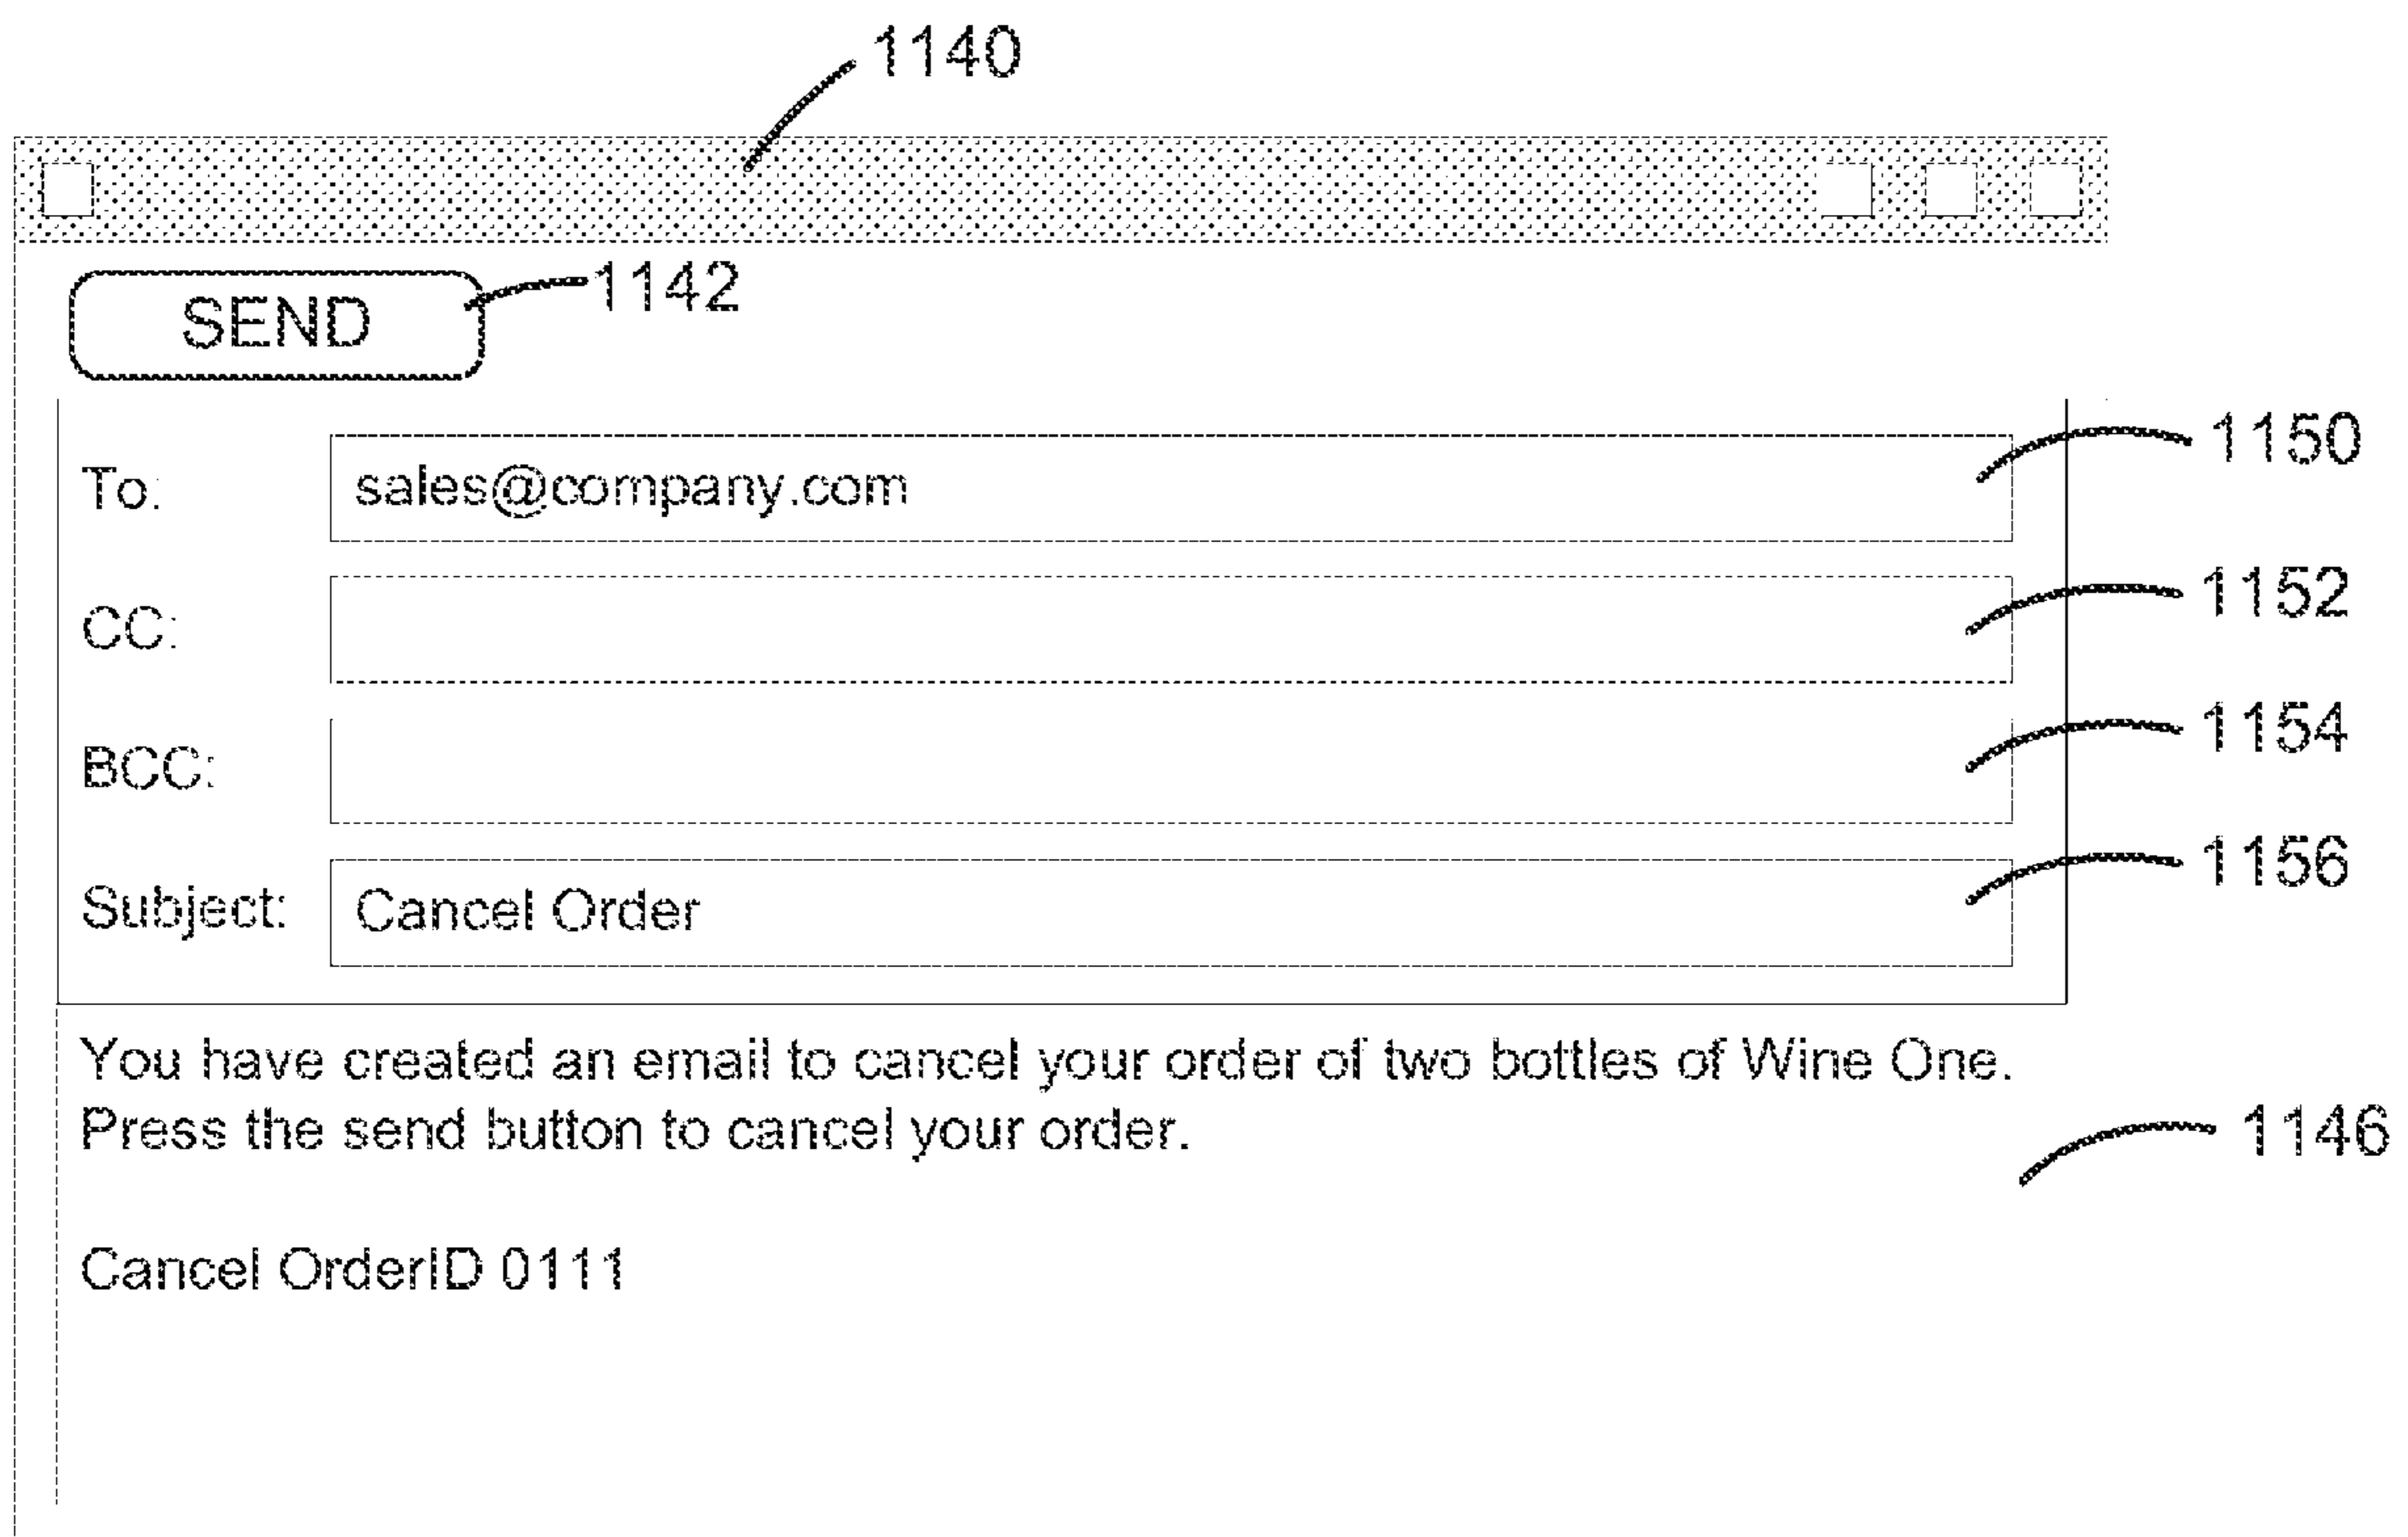 1140
SEND 1142
To: sales@company.com 1150
CC: 1152
BCC: 1154
Subject: Cancel Order 1156
You have created an email to cancel your order of two bottles of Wine One.
Press the send button to cancel your order.
1146
Cancel OrderID 0111